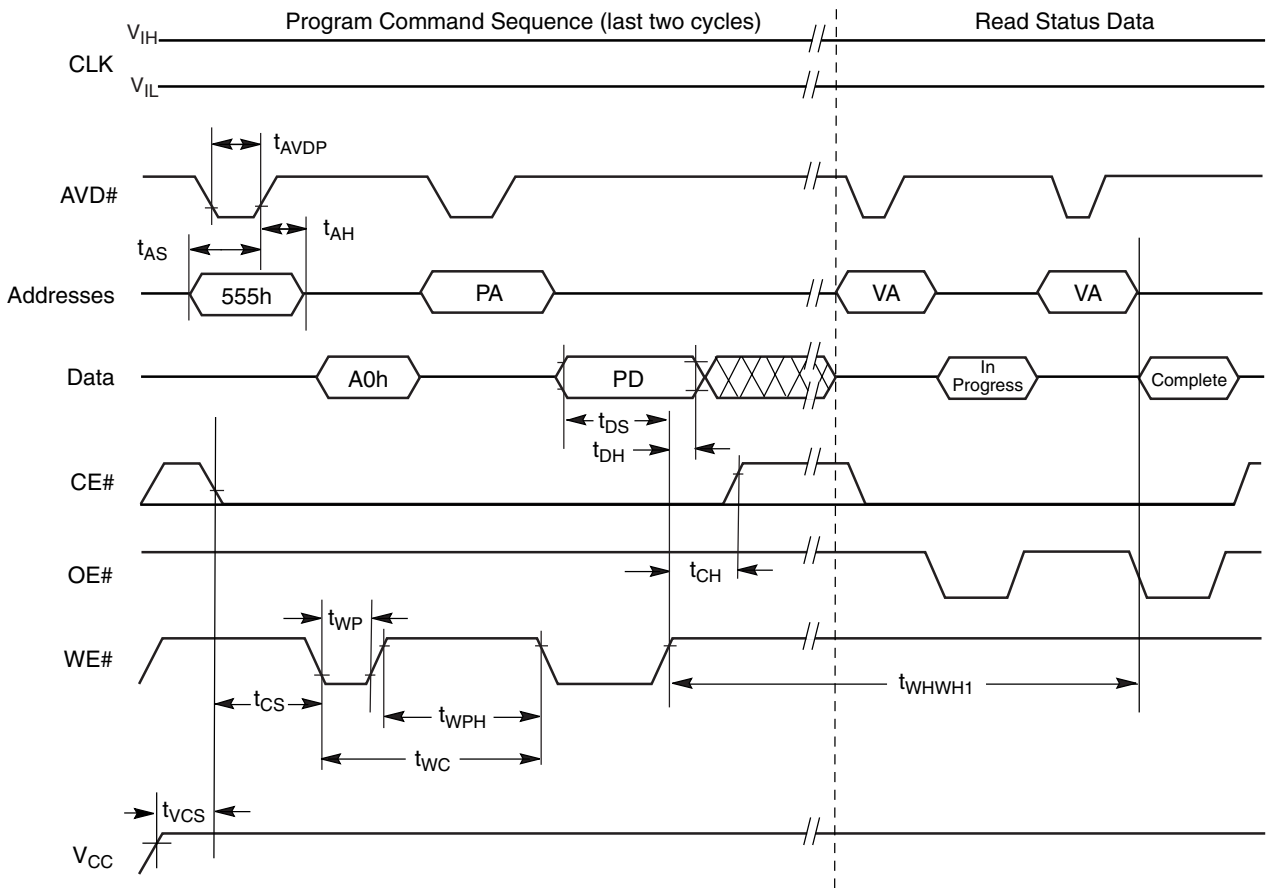 Program Command Sequence (last two cycles)
Read Status Data
VIH
CLK
VIL
tAVDP
AVD#
tAS
tAH
Addresses
555h
PA
VA
VA
Data
A0h
PD
In
Progress
Complete
tDS
tDH
CE#
OE#
tCH
tWP
WE#
tCS
tWPH
tWHWH1
tWC
tVCS
VCC